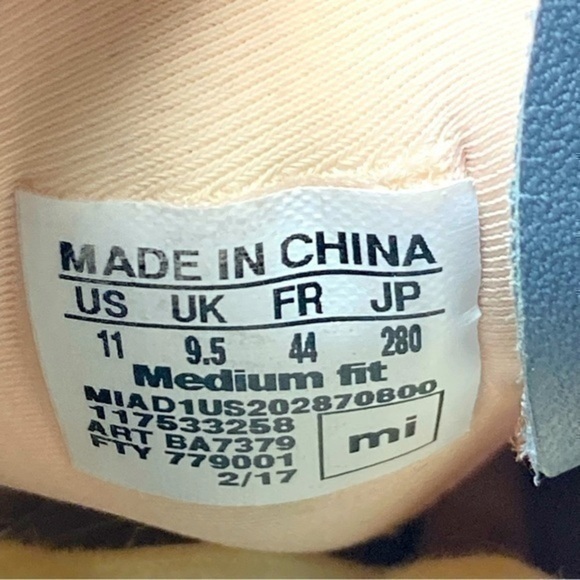 MADE IN CHINA
US UK FR JP
11 9.5 44 280
Medium fit
MIAD1US202870800
117533258
ART BA7379
FTY 779001
2/17
mi